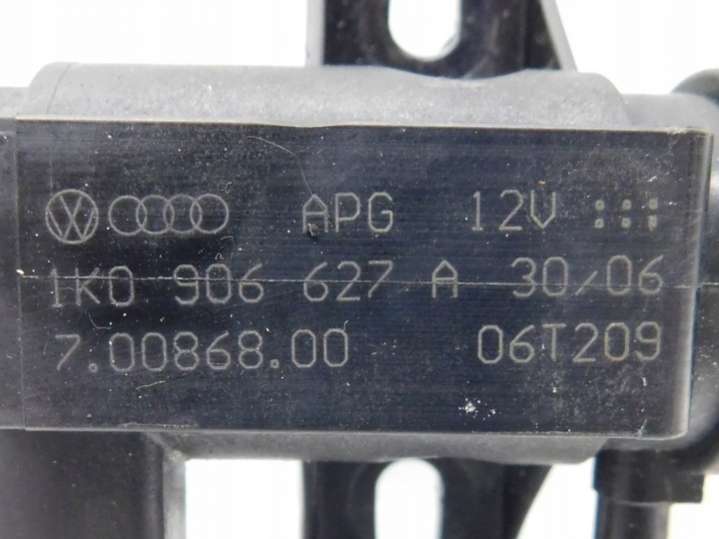 APG 12V :::
1K0 906 627 A 30/06
7.00868.00 06T209